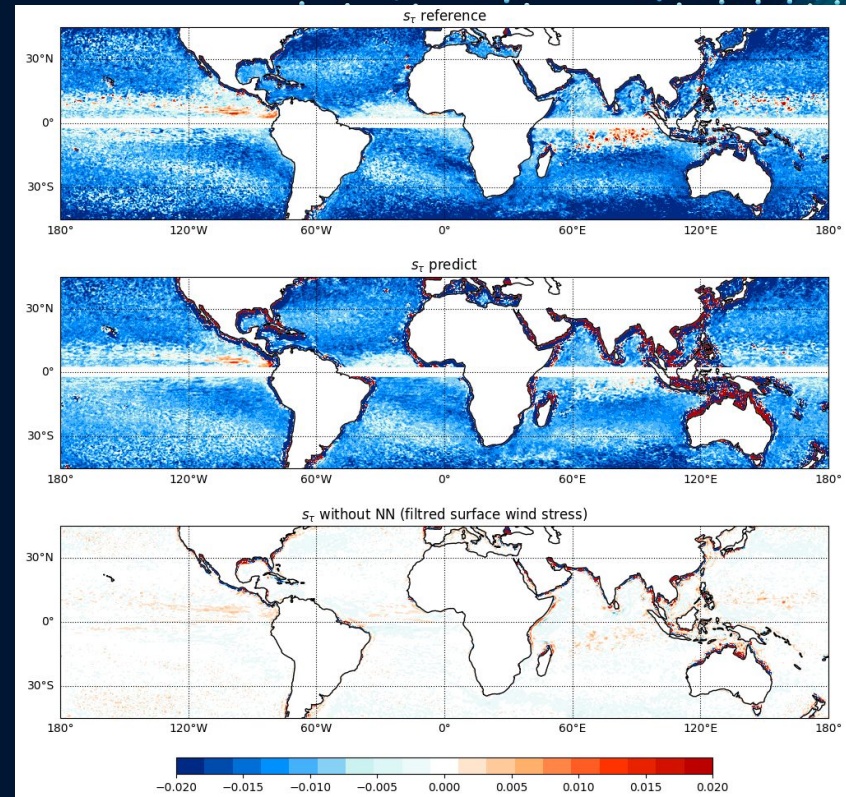 s_τ reference
30°N
0°
30°S
180° 120°W 60°W 0° 60°E 120°E 180°
s_τ predict
30°N
0°
30°S
180° 120°W 60°W 0° 60°E 120°E 180°
s_τ without NN (filtred surface wind stress)
30°N
0°
30°S
180° 120°W 60°W 0° 60°E 120°E 180°
−0.020 −0.015 −0.010 −0.005 0.000 0.005 0.010 0.015 0.020